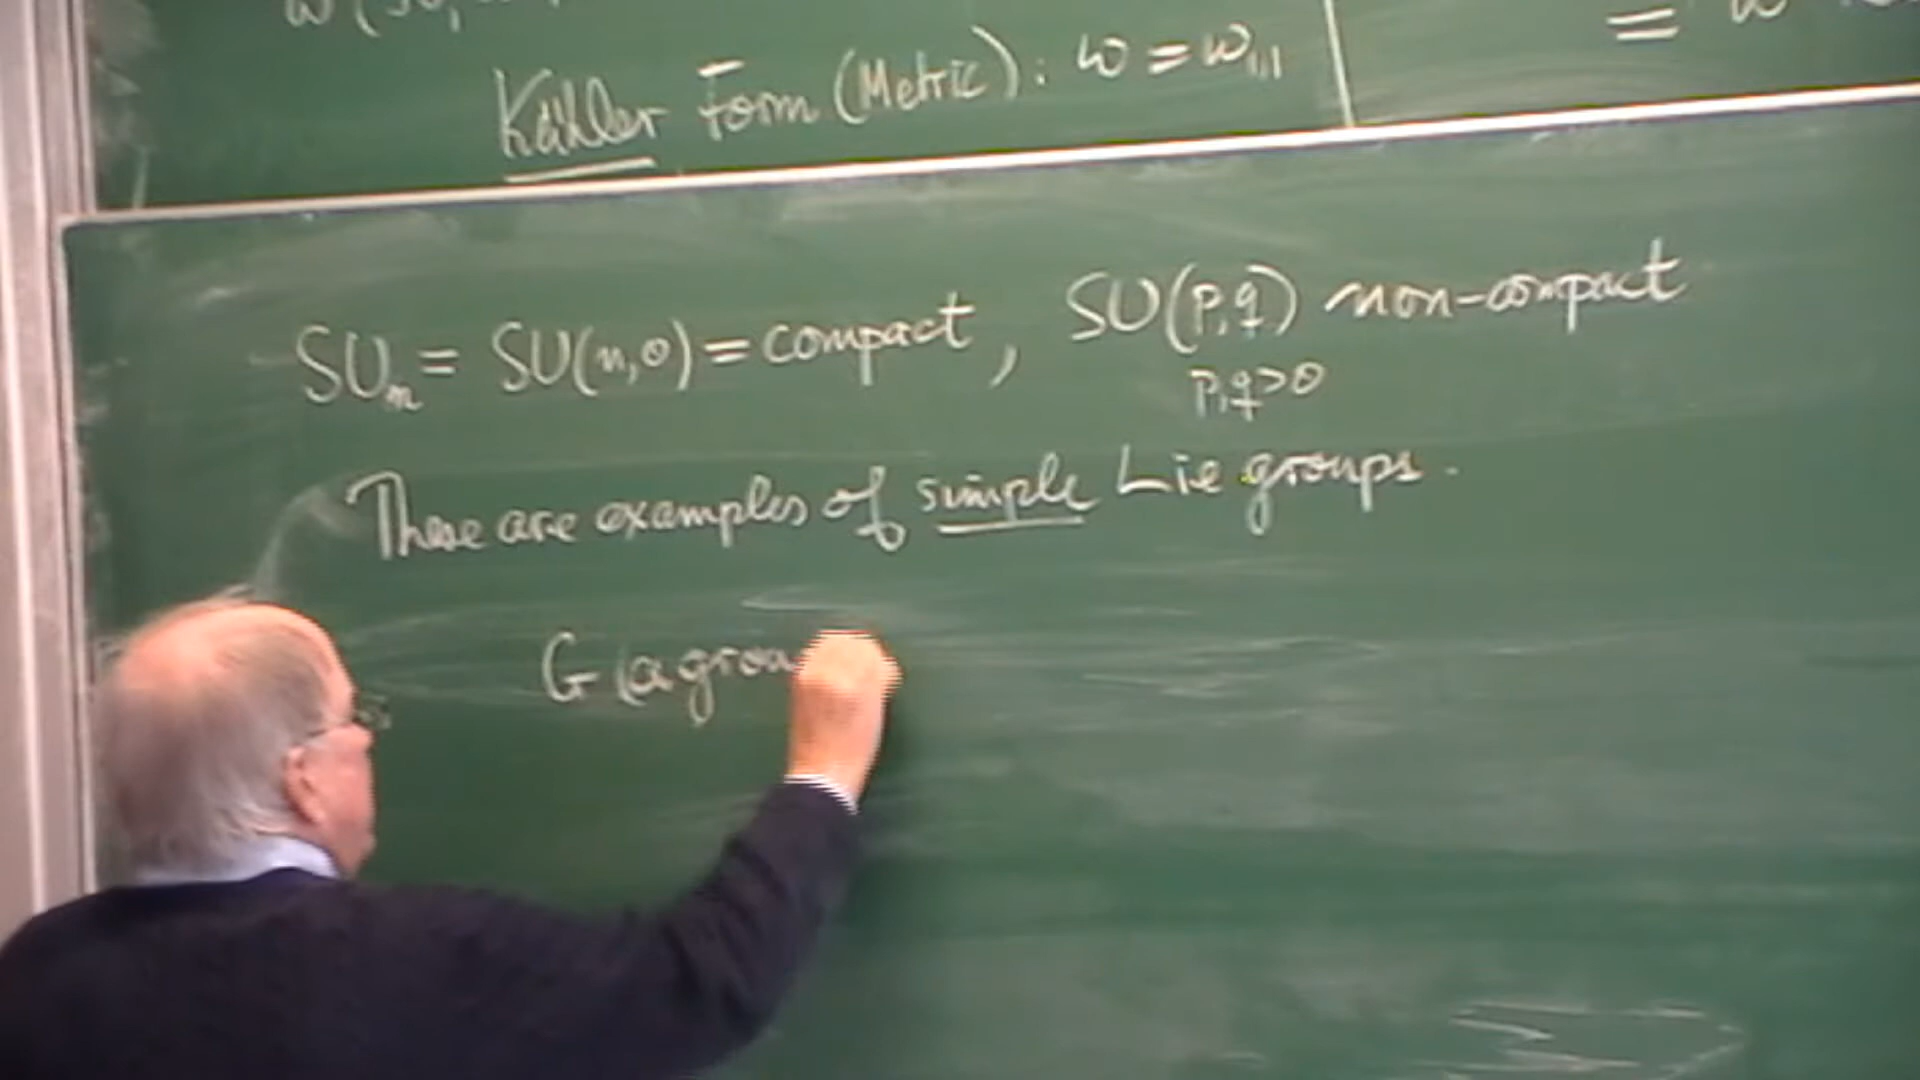 Kähler Form (Metric): ω = ω₁,₁
=
SUₙ = SU(n,0) = compact, SU(p,q) non-compact
p,q>0
These are examples of simple Lie groups.
G (a grou